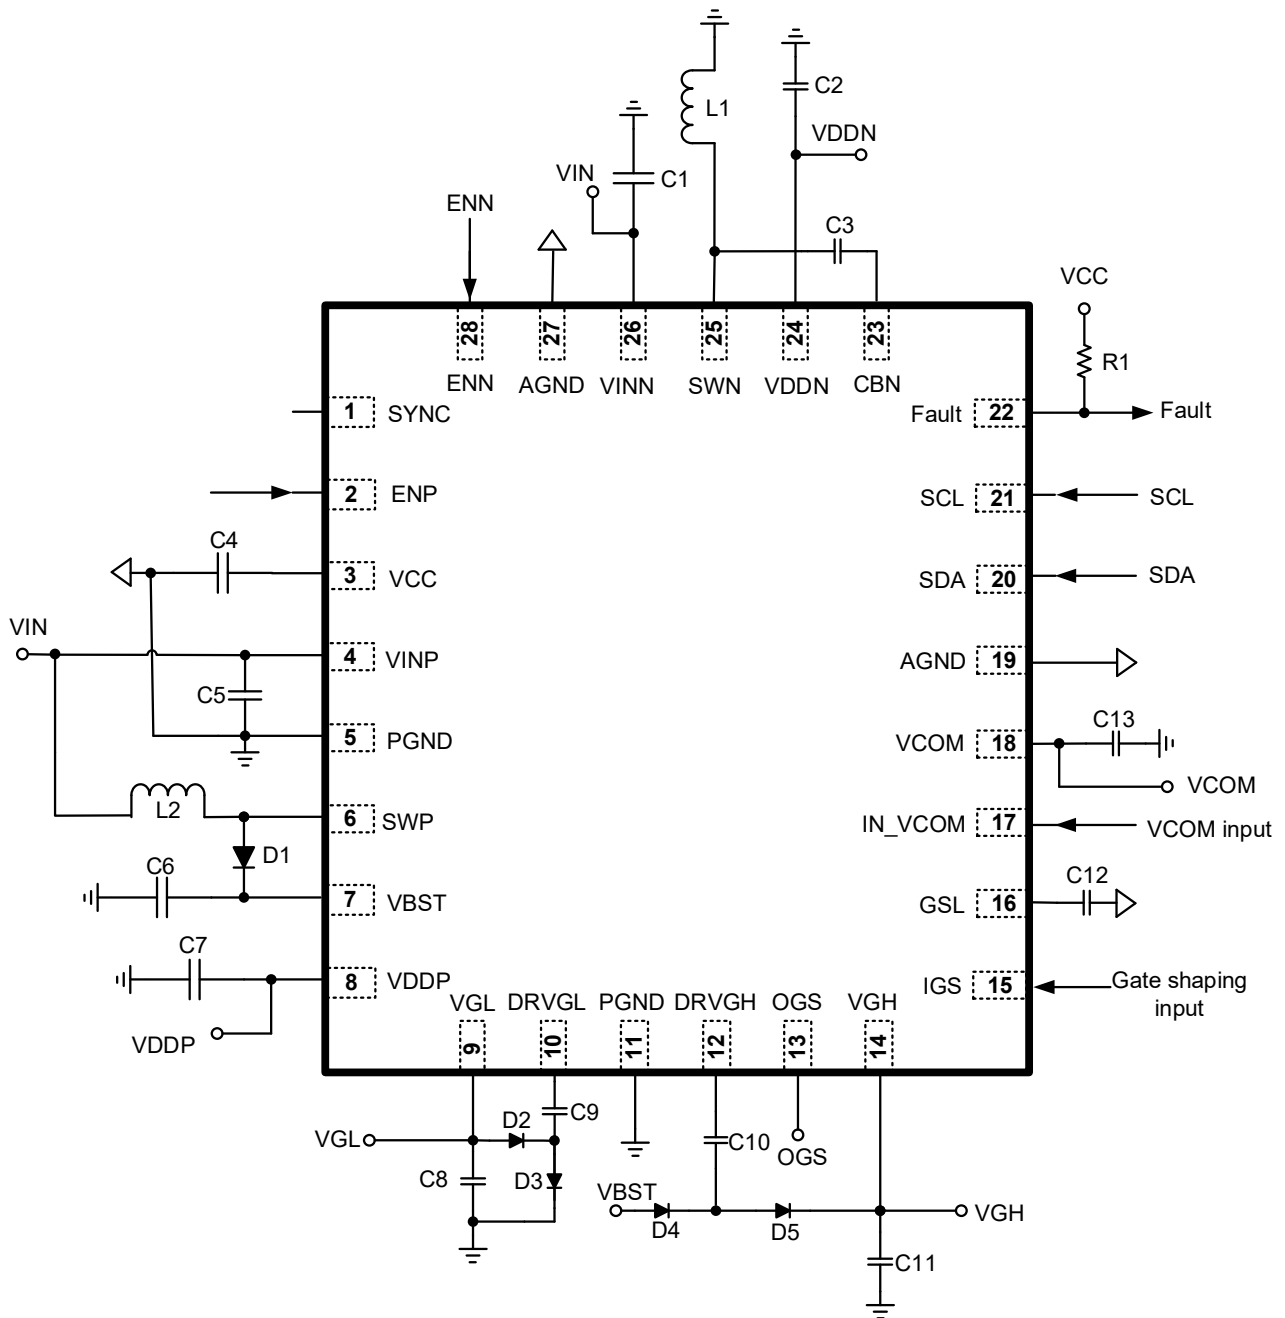 L1
C2
VDDN
VIN
C1
ENN
C3
VCC
R1
28
27
26
25
24
23
ENN
AGND
VINN
SWN
VDDN
CBN
1 SYNC
Fault 22
Fault
2 ENP
SCL 21
SCL
C4
3 VCC
SDA 20
SDA
VIN
4 VINP
AGND 19
C5
C13
5 PGND
VCOM 18
VCOM
L2
6 SWP
IN_VCOM 17
VCOM input
D1
C6
C12
7 VBST
GSL 16
C7
8 VDDP
IGS 15
Gate shaping
input
VDDP
VGL
DRVGL
PGND
DRVGH
OGS
VGH
9
10
11
12
13
14
C9
D2
VGL
C10
OGS
C8
D3
VBST
D4
D5
VGH
C11